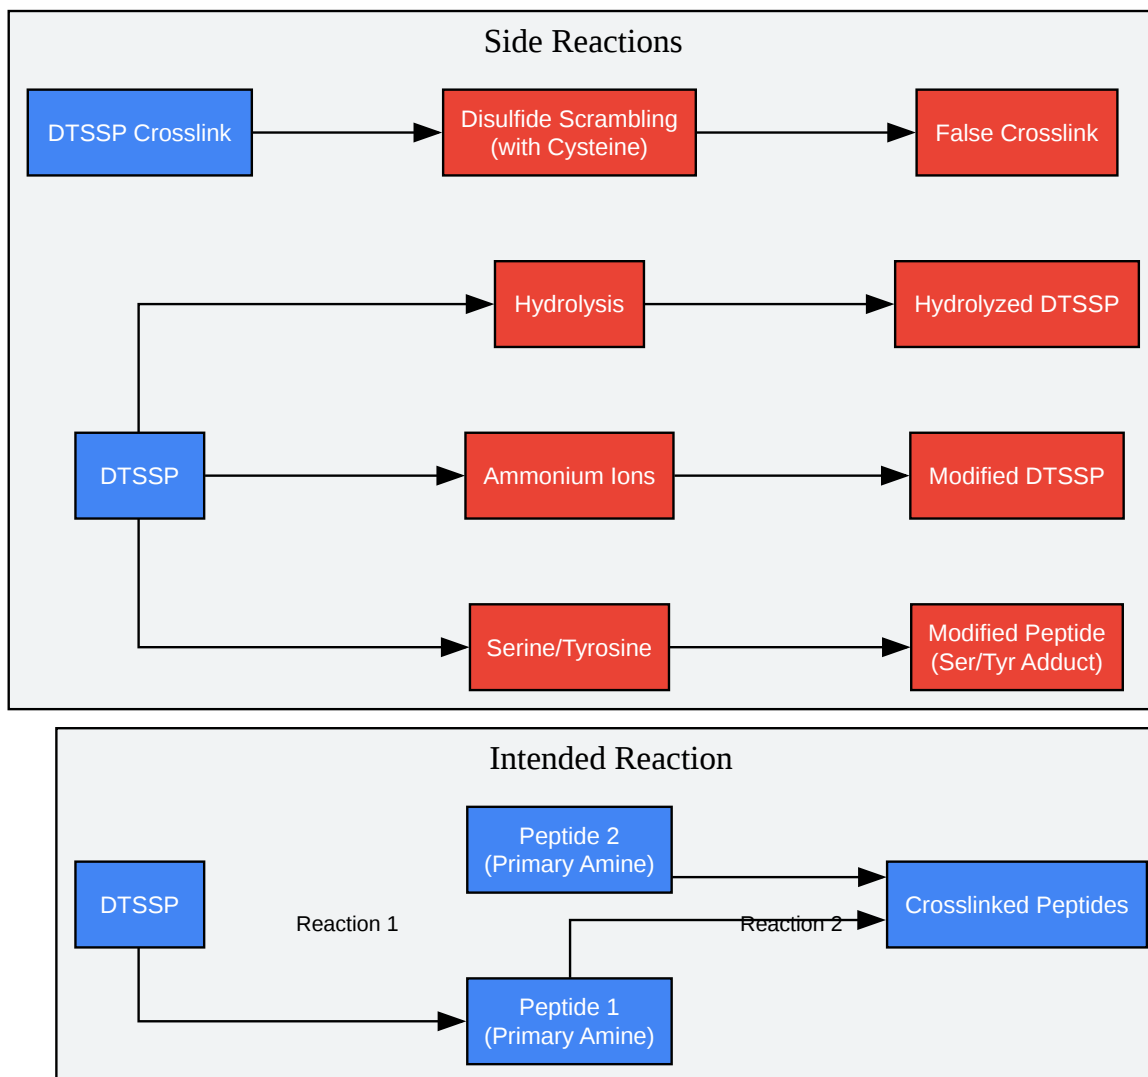 Side Reactions
DTSSP Crosslink
Disulfide Scrambling
(with Cysteine)
False Crosslink
Hydrolysis
Hydrolyzed DTSSP
DTSSP
Ammonium Ions
Modified DTSSP
Serine/Tyrosine
Modified Peptide
(Ser/Tyr Adduct)
Intended Reaction
Peptide 2
(Primary Amine)
DTSSP
Crosslinked Peptides
Reaction 1
Reaction 2
Peptide 1
(Primary Amine)